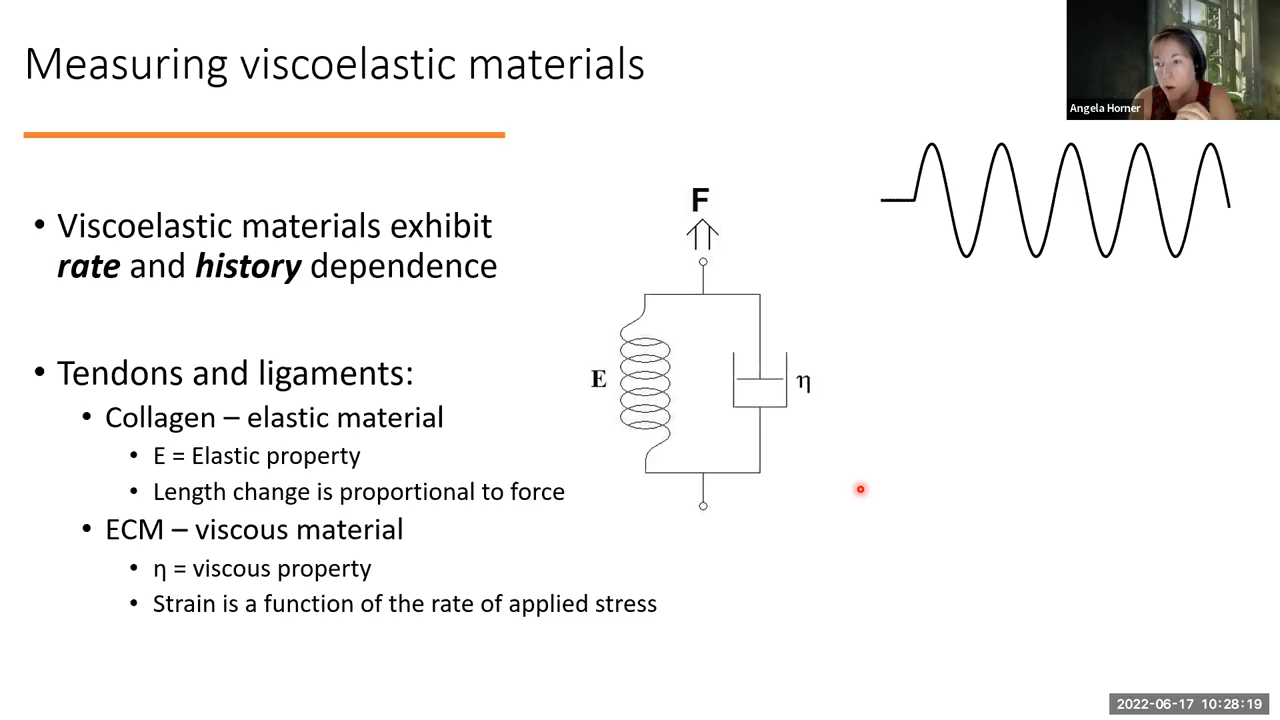 Measuring viscoelastic materials
Angela Horner
• Viscoelastic materials exhibit
rate and history dependence
• Tendons and ligaments:
• Collagen – elastic material
• E = Elastic property
• Length change is proportional to force
• ECM – viscous material
• η = viscous property
• Strain is a function of the rate of applied stress
F
E
η
2022-06-17 10:28:19